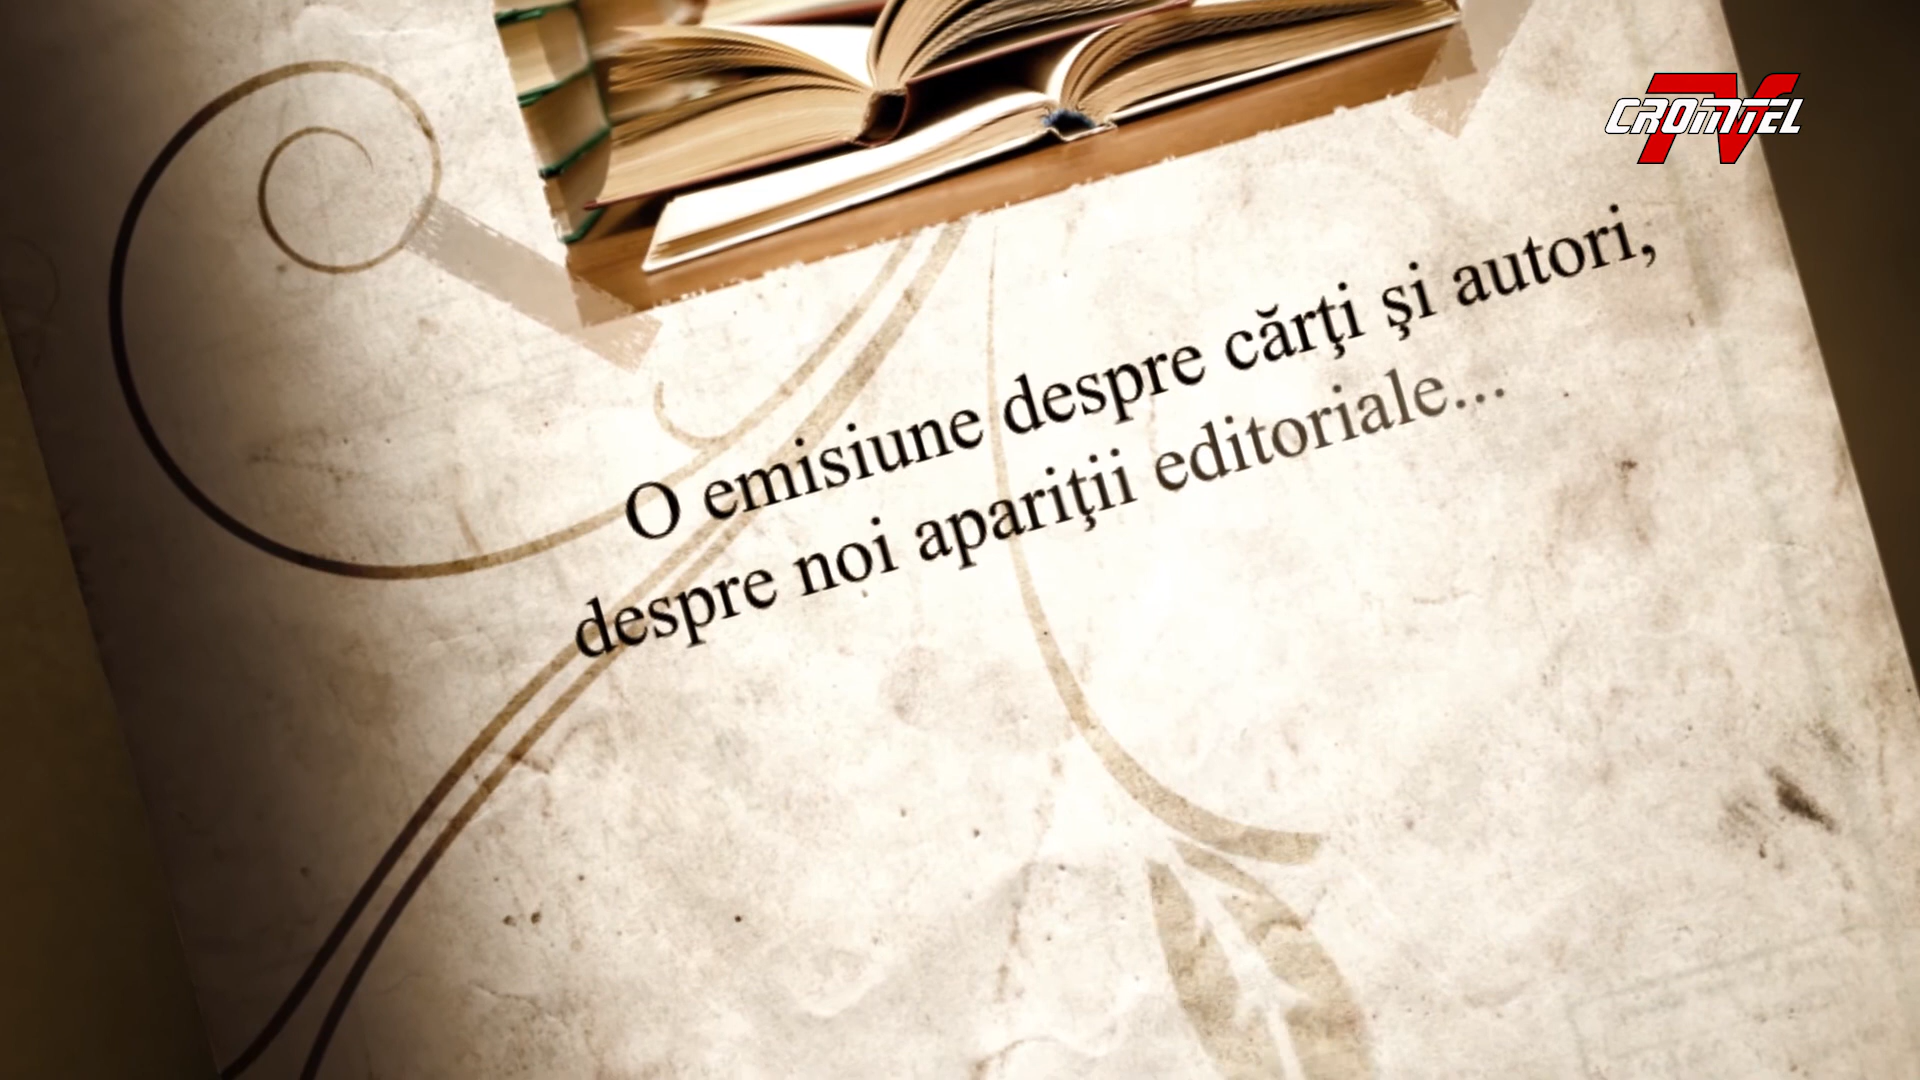 CROMTEL TV
O emisiune despre cărţi şi autori,
despre noi apariţii editoriale...